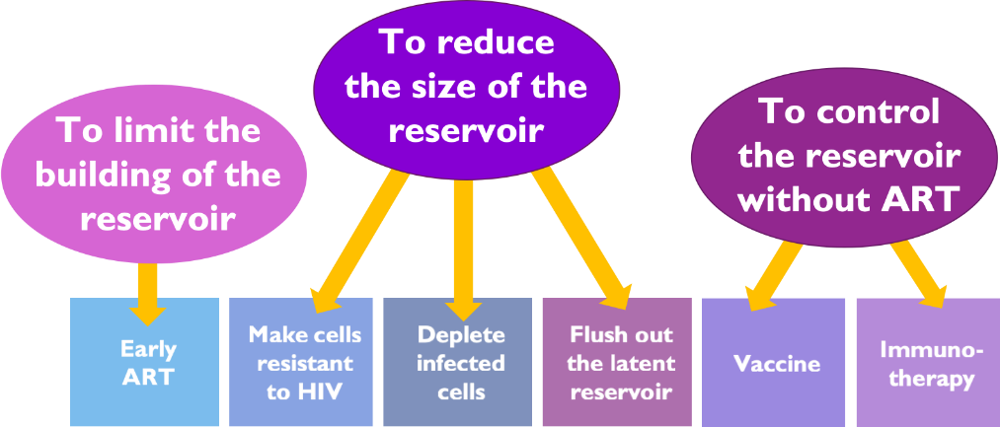 To limit the
building of the
reservoir
To reduce
the size of the
reservoir
To control
the reservoir
without ART
Early
ART
Make cells
resistant
to HIV
Deplete
infected
cells
Flush out
the latent
reservoir
Vaccine
Immuno-
therapy